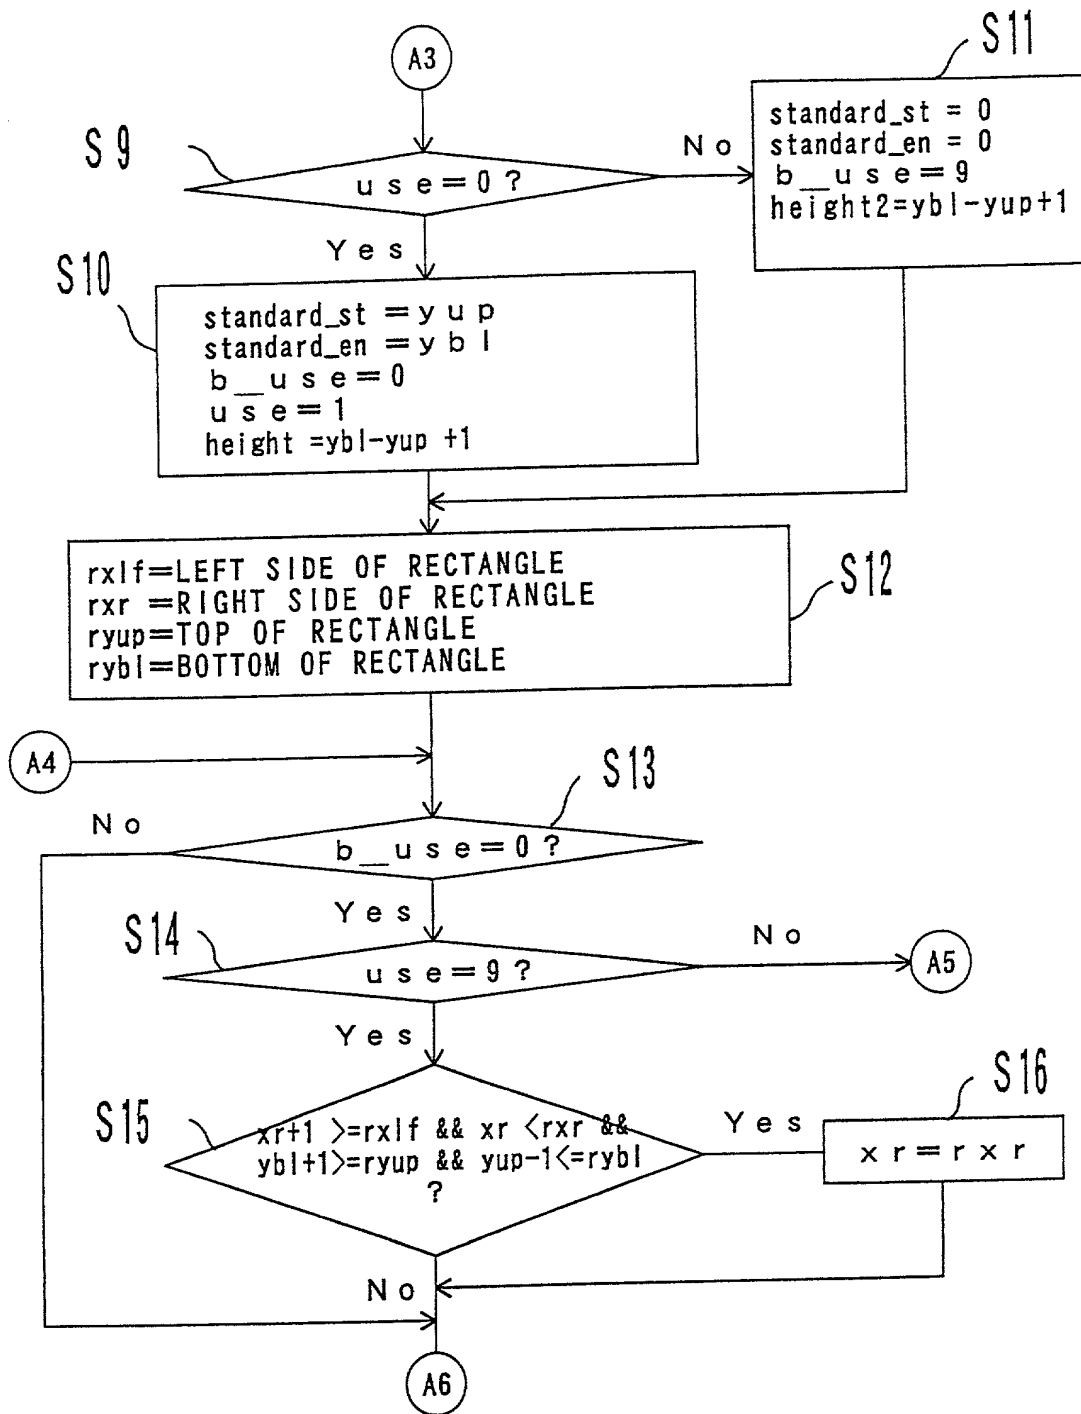 A3
S11
standard_st = 0
standard_en = 0
b_use=9
height2=ybl-yup+1
S9
use=0?
No
Yes
S10
standard_st =yup
standard_en =ybl
b_use=0
use=1
height =ybl-yup +1
rxlf=LEFT SIDE OF RECTANGLE
rxr =RIGHT SIDE OF RECTANGLE
ryup=TOP OF RECTANGLE
rybl=BOTTOM OF RECTANGLE
S12
A4
S13
No
b_use=0?
Yes
S14
use=9?
No
A5
Yes
S15
xr+1 >=rxlf && xr <rxr &&
ybl+1>=ryup && yup-1<=rybl
?
Yes
S16
xr=rxr
No
A6